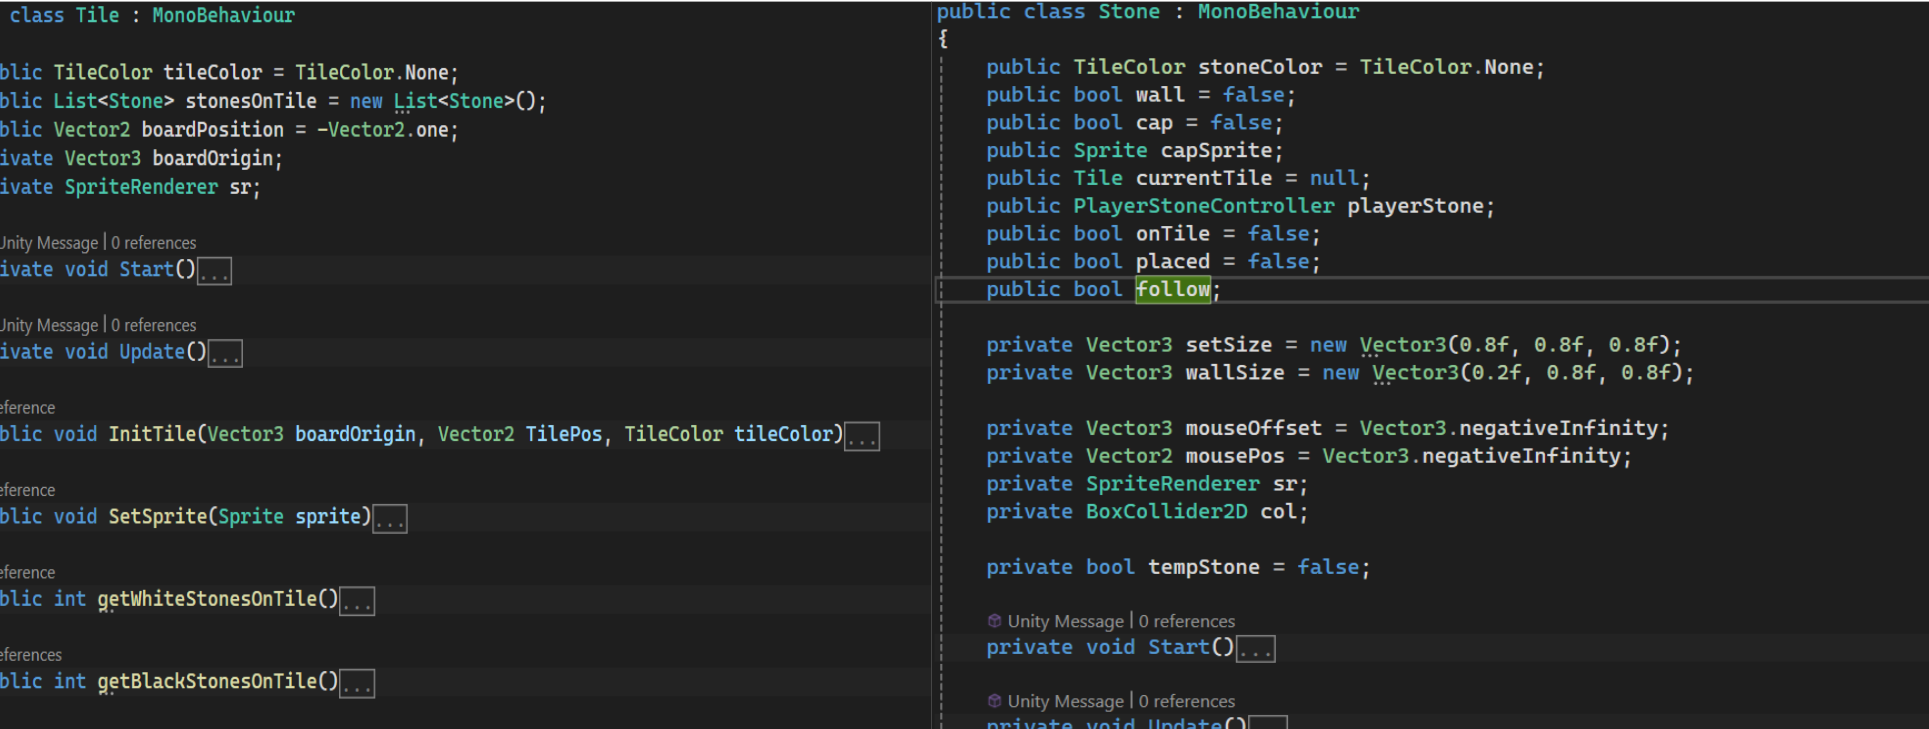 class Tile : MonoBehaviour
blic TileColor tileColor = TileColor.None;
blic List<Stone> stonesOnTile = new List<Stone>();
blic Vector2 boardPosition = -Vector2.one;
ivate Vector3 boardOrigin;
ivate SpriteRenderer sr;
Unity Message | 0 references
ivate void Start()...
Unity Message | 0 references
ivate void Update()...
eference
blic void InitTile(Vector3 boardOrigin, Vector2 TilePos, TileColor tileColor)...
eference
blic void SetSprite(Sprite sprite)...
eference
blic int getWhiteStonesOnTile()...
eferences
blic int getBlackStonesOnTile()...
public class Stone : MonoBehaviour
{
public TileColor stoneColor = TileColor.None;
public bool wall = false;
public bool cap = false;
public Sprite capSprite;
public Tile currentTile = null;
public PlayerStoneController playerStone;
public bool onTile = false;
public bool placed = false;
public bool follow;
private Vector3 setSize = new Vector3(0.8f, 0.8f, 0.8f);
private Vector3 wallSize = new Vector3(0.2f, 0.8f, 0.8f);
private Vector3 mouseOffset = Vector3.negativeInfinity;
private Vector2 mousePos = Vector3.negativeInfinity;
private SpriteRenderer sr;
private BoxCollider2D col;
private bool tempStone = false;
Unity Message | 0 references
private void Start()...
Unity Message | 0 references
private void Update()